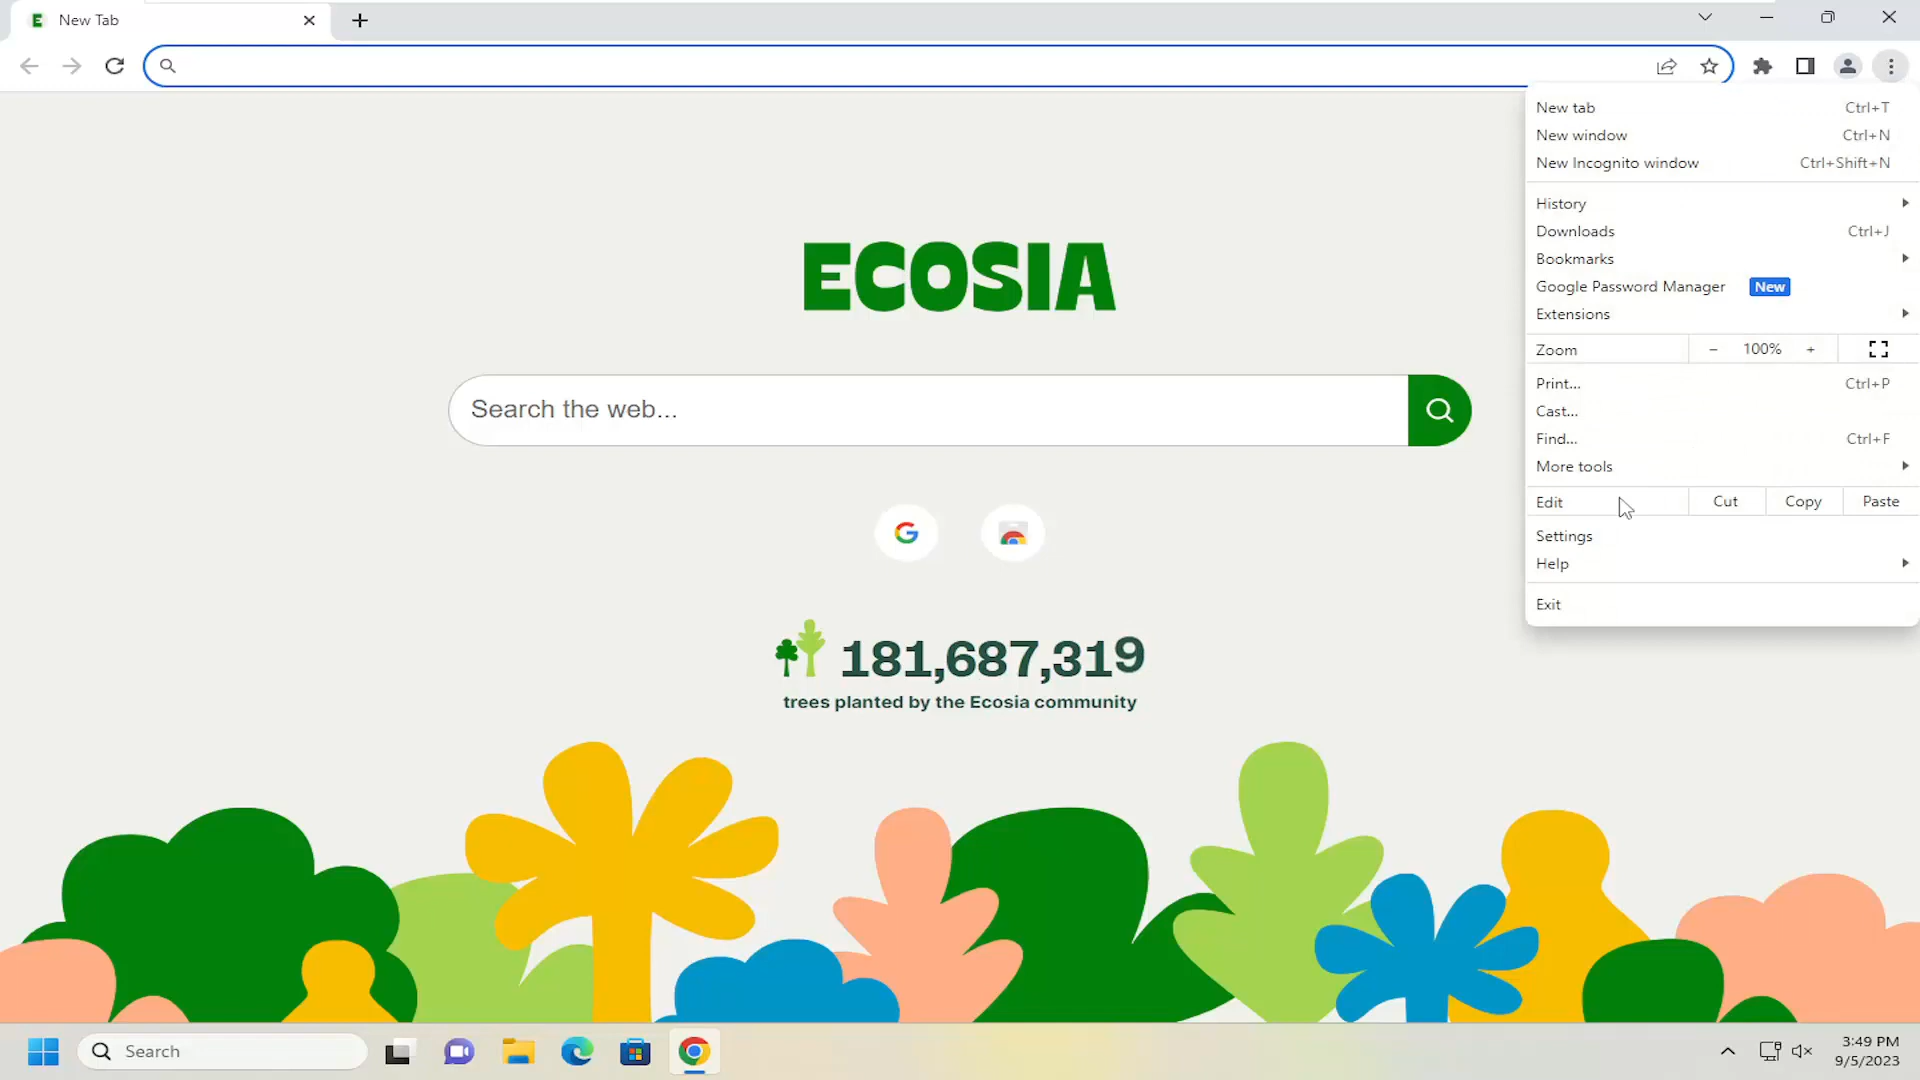 New Tab
New tab Ctrl+T
New window Ctrl+N
New Incognito window Ctrl+Shift+N
History
Downloads Ctrl+J
Bookmarks
Google Password Manager New
Extensions
Zoom - 100% +
Print... Ctrl+P
Cast...
Find... Ctrl+F
More tools
Edit Cut Copy Paste
Settings
Help
Exit
ECOSIA
Search the web...
181,687,319
trees planted by the Ecosia community
Search
3:49 PM
9/5/2023